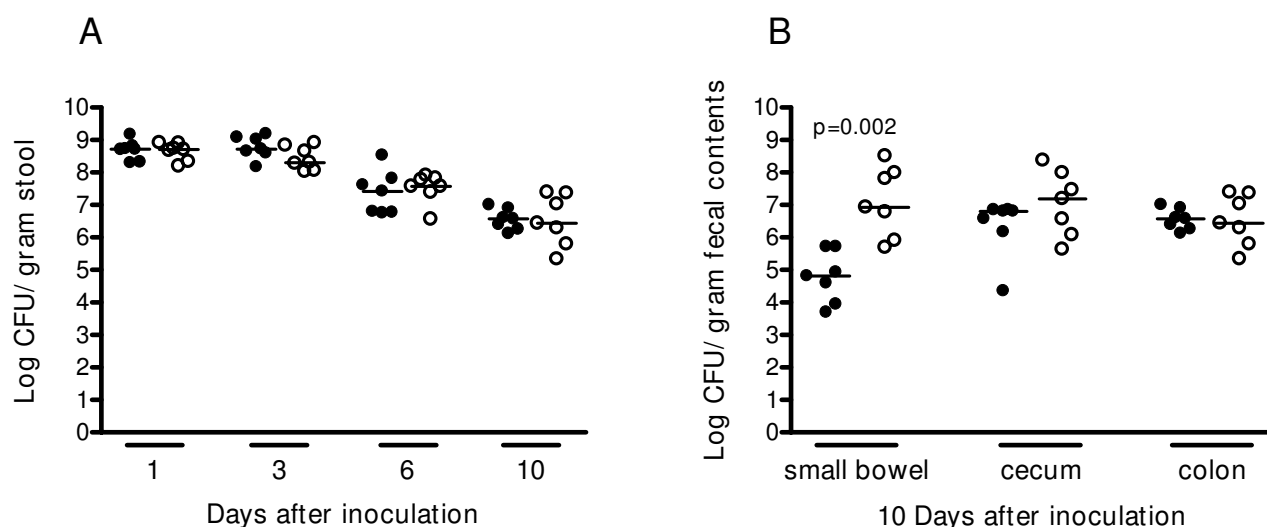 A
Log CFU/ gram stool
10
9
8
7
6
5
4
3
2
1
0
1 3 6 10
Days after inoculation
B
Log CFU/ gram fecal contents
10
9
8
7
6
5
4
3
2
1
0
p=0.002
small bowel cecum colon
10 Days after inoculation